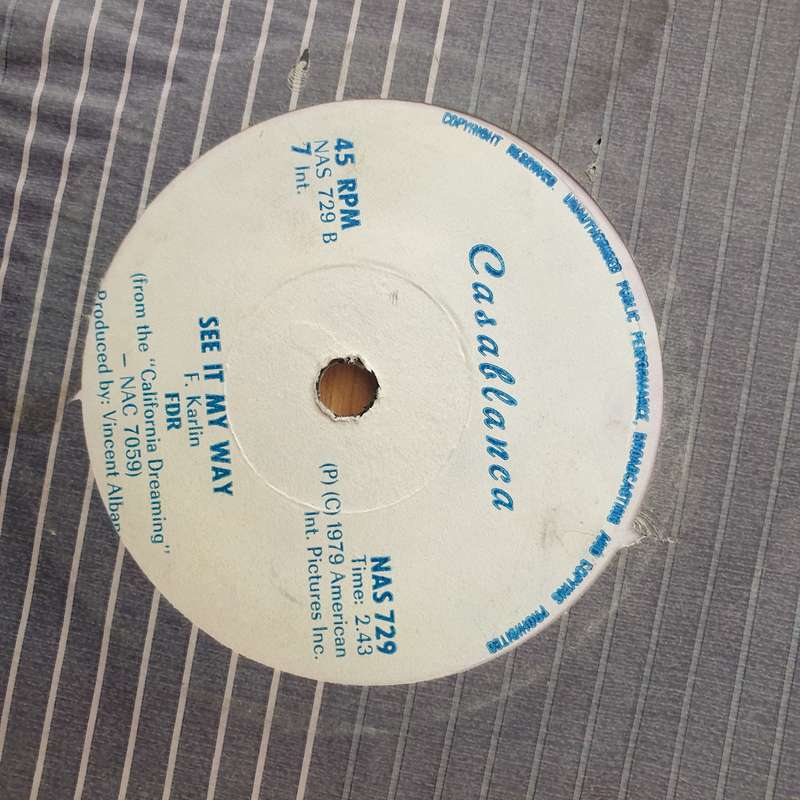 COPYRIGHT RESERVED. UNAUTHORISED PUBLIC PERFORMANCE, BROADCASTING AND COPYING PROHIBITED
Casablanca
45 RPM
NAS 729 B
7 Int.
NAS 729
Time: 2.43
(P) (C) 1979 American
Int. Pictures Inc.
SEE IT MY WAY
F. Karlin
FDR
(from the "California Dreaming"
– NAC 7059)
Produced by: Vincent Alban